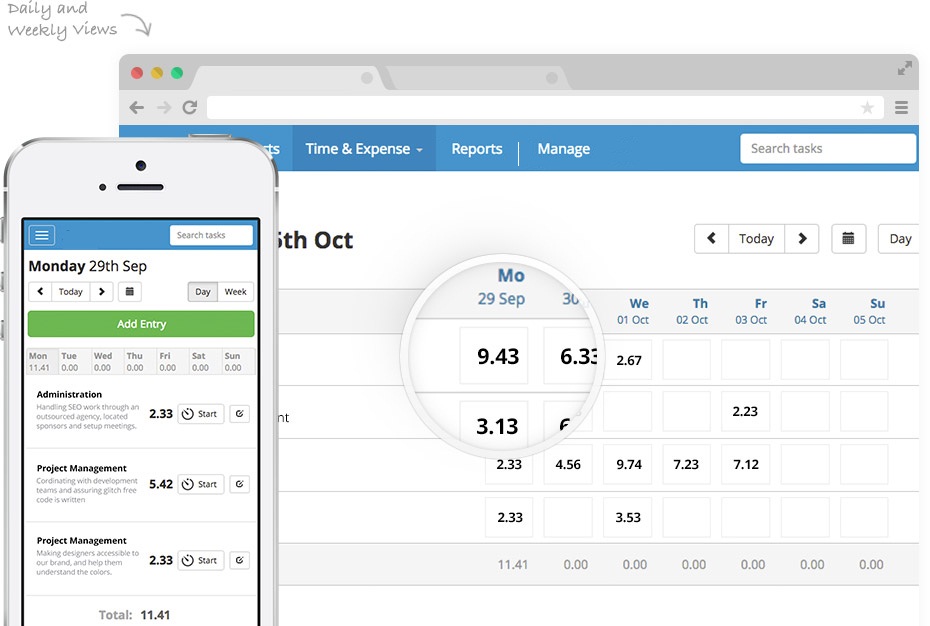 Daily and
Weekly Views
Time & Expense
Reports
Manage
Search tasks
Oct
Today
Day
Mo
29 Sep
We
01 Oct
Th
02 Oct
Fr
03 Oct
Sa
04 Oct
Su
05 Oct
9.43
6.33
2.67
3.13
2.23
2.33
4.56
9.74
7.23
7.12
2.33
3.53
11.41
0.00
0.00
0.00
0.00
0.00
0.00
Search tasks
Monday 29th Sep
Today
Day
Week
Add Entry
Mon
11.41
Tue
0.00
Wed
0.00
Thu
0.00
Fri
0.00
Sat
0.00
Sun
0.00
Administration
Handling SEO work through an
outsourced agency, located
sponsors and setup meetings.
2.33
Start
Project Management
Cordinating with development
teams and assuring glitch free
code is written
5.42
Start
Project Management
Making designers accessible to
our brand, and help them
understand the colors.
2.33
Start
Total: 11.41